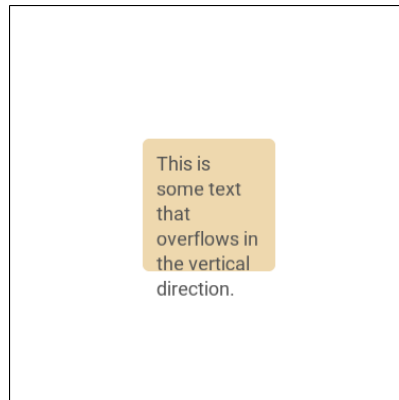 This is
some text
that
overflows in
the vertical
direction.